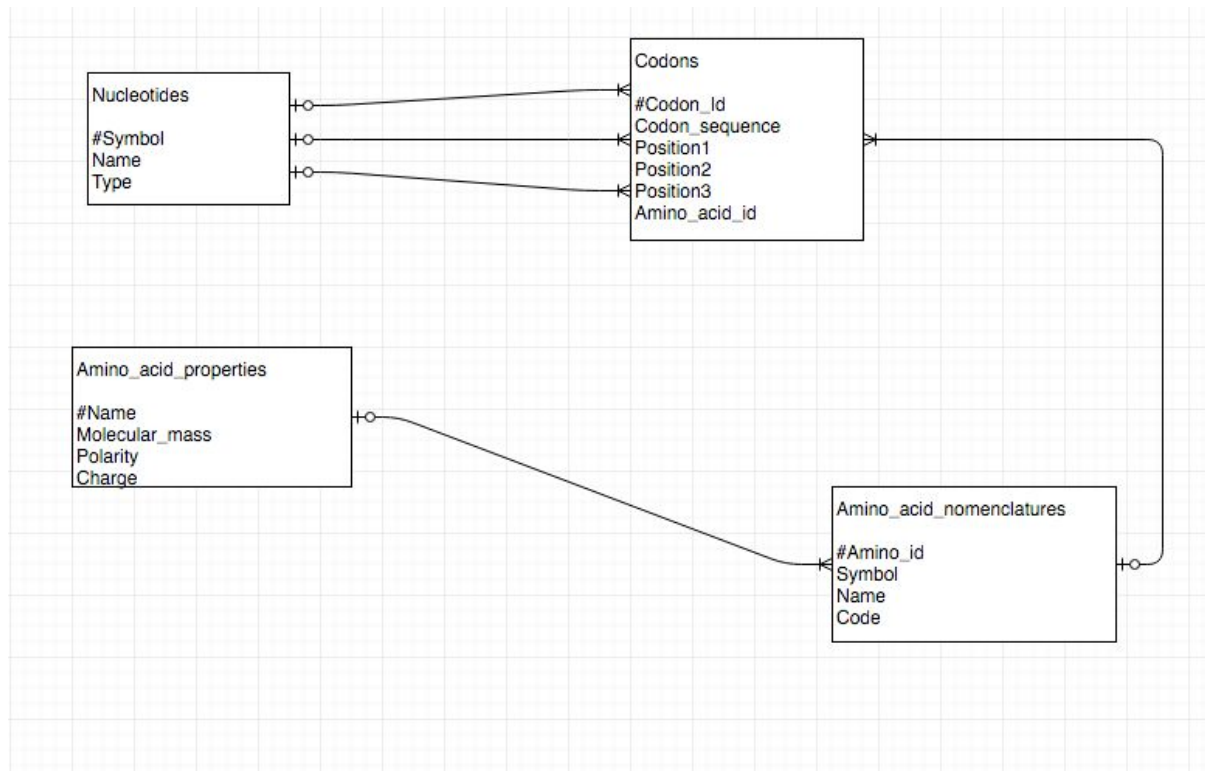 Nucleotides
#Symbol
Name
Type
Codons
#Codon_Id
Codon_sequence
Position1
Position2
Position3
Amino_acid_id
Amino_acid_properties
#Name
Molecular_mass
Polarity
Charge
Amino_acid_nomenclatures
#Amino_id
Symbol
Name
Code